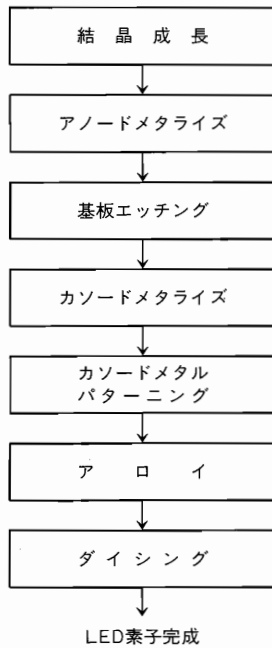 結晶成長
アノードメタライズ
基板エッチング
カソードメタライズ
カソードメタル
パターニング
アロイ
ダイシング
LED素子完成